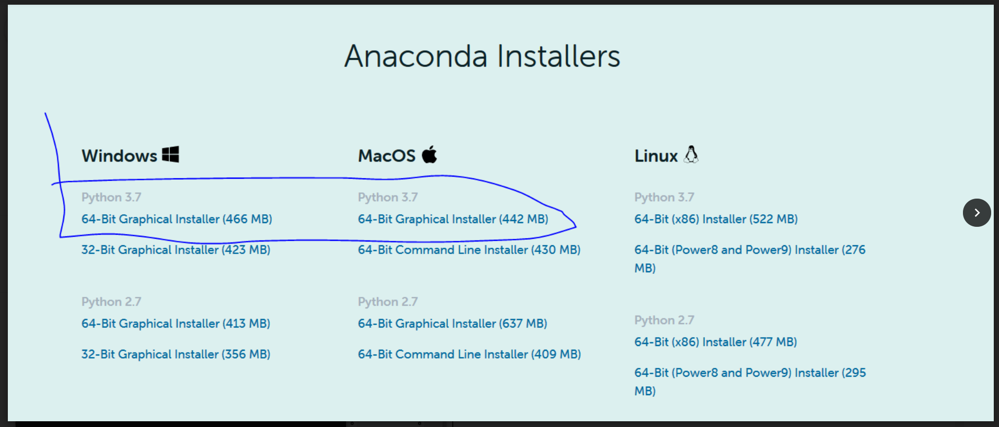 Anaconda Installers
Windows
Python 3.7
64-Bit Graphical Installer (466 MB)
32-Bit Graphical Installer (423 MB)
Python 2.7
64-Bit Graphical Installer (413 MB)
32-Bit Graphical Installer (356 MB)
MacOS
Python 3.7
64-Bit Graphical Installer (442 MB)
64-Bit Command Line Installer (430 MB)
Python 2.7
64-Bit Graphical Installer (637 MB)
64-Bit Command Line Installer (409 MB)
Linux
Python 3.7
64-Bit (x86) Installer (522 MB)
64-Bit (Power8 and Power9) Installer (276
MB)
Python 2.7
64-Bit (x86) Installer (477 MB)
64-Bit (Power8 and Power9) Installer (295
MB)